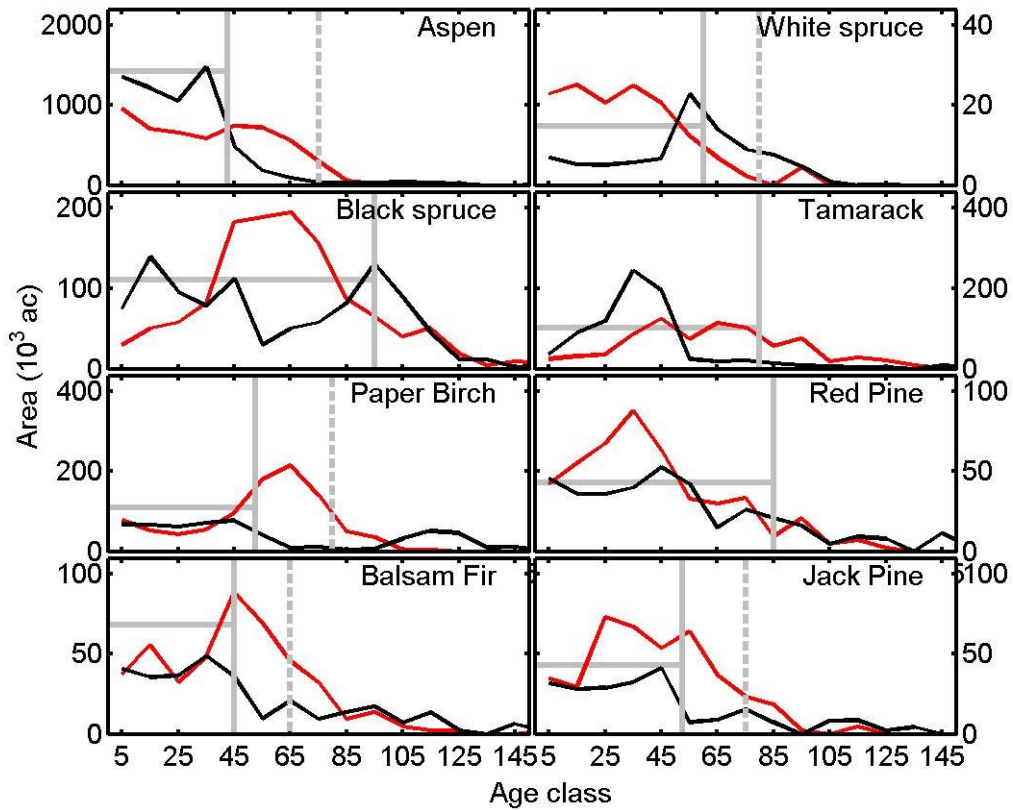 2000
1000
0
Aspen
White spruce
40
20
0
200
100
0
Black spruce
Tamarack
400
200
0
400
200
0
Paper Birch
Red Pine
100
50
0
100
50
0
Balsam Fir
Jack Pine
100
50
0
5 25 45 65 85 105 125 145
5 25 45 65 85 105 125 145
Area (10³ ac)
Age class